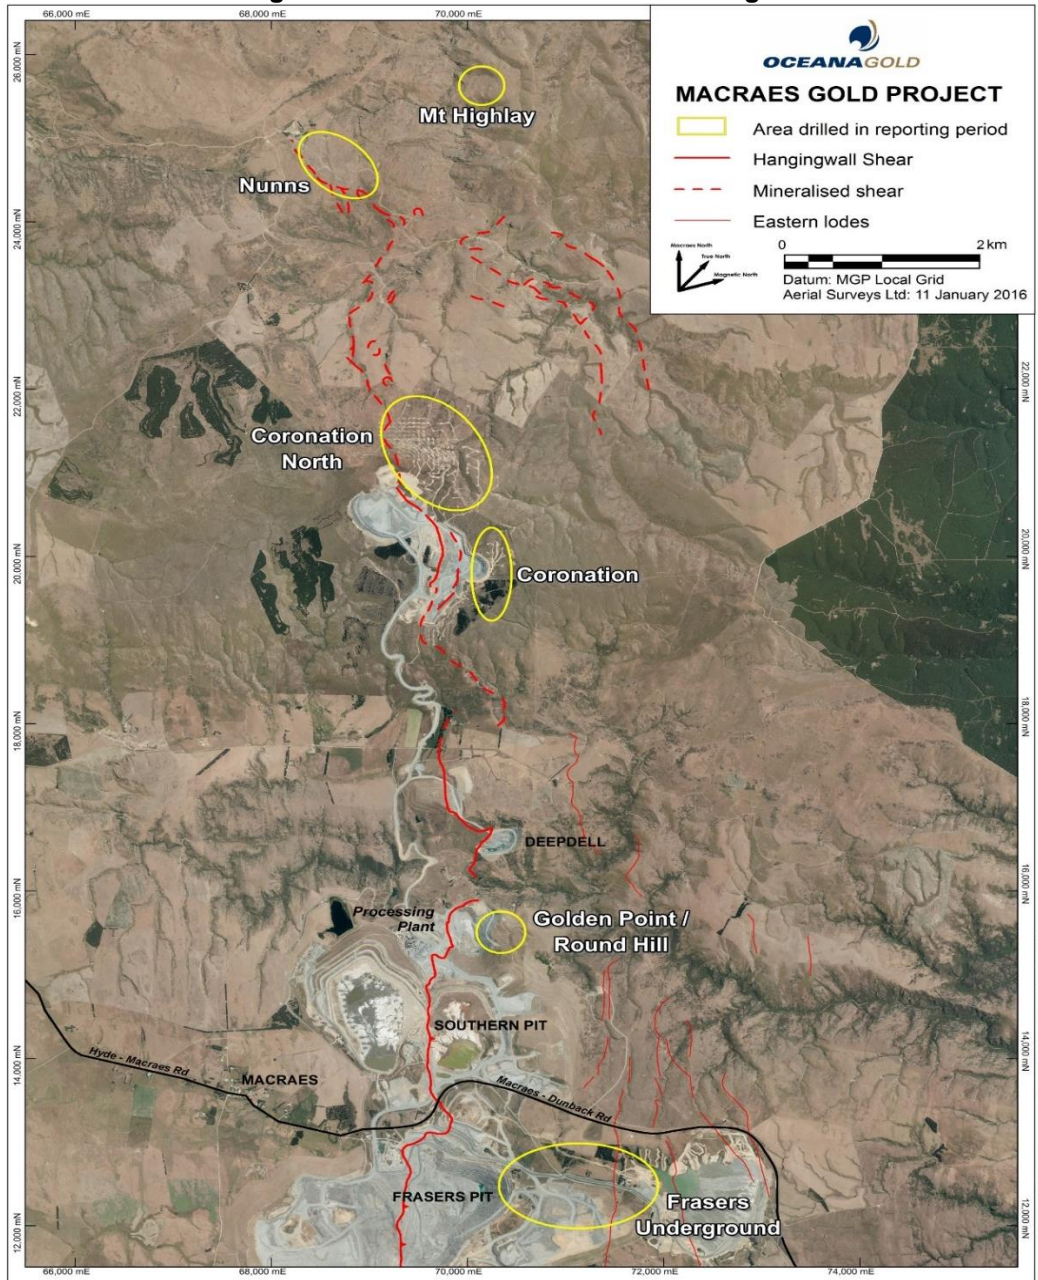 66,000 mE
68,000 mE
70,000 mE
OCEANAGOLD
MACRAES GOLD PROJECT
Area drilled in reporting period
Hangingwall Shear
Mineralised shear
Eastern lodes
Macraes North
True North
Magnetic North
0
2 km
Datum: MGP Local Grid
Aerial Surveys Ltd: 11 January 2016
26,000 mN
Mt Highlay
Nunns
24,000 mN
22,000 mN
22,000 mN
Coronation
North
20,000 mN
20,000 mN
Coronation
18,000 mN
18,000 mN
DEEPDELL
16,000 mN
16,000 mN
Processing
Plant
Golden Point /
Round Hill
SOUTHERN PIT
14,000 mN
14,000 mN
Hyde - Macraes Rd
MACRAES
Macraes - Dunback Rd
FRASERS PIT
Frasers
Underground
12,000 mN
12,000 mN
66,000 mE
68,000 mE
70,000 mE
72,000 mE
74,000 mE